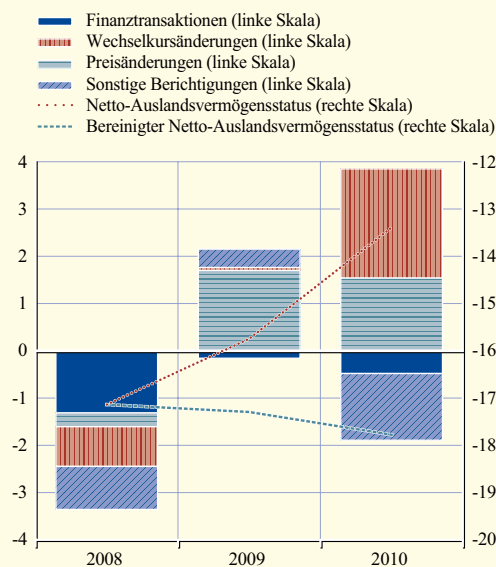 Finanztransaktionen (linke Skala)
Wechselkursänderungen (linke Skala)
Preisänderungen (linke Skala)
Sonstige Berichtigungen (linke Skala)
Netto-Auslandsvermögensstatus (rechte Skala)
Bereinigter Netto-Auslandsvermögensstatus (rechte Skala)
4 -12
3 -13
2 -14
1 -15
0 -16
-1 -17
-2 -18
-3 -19
-4 -20
2008 2009 2010